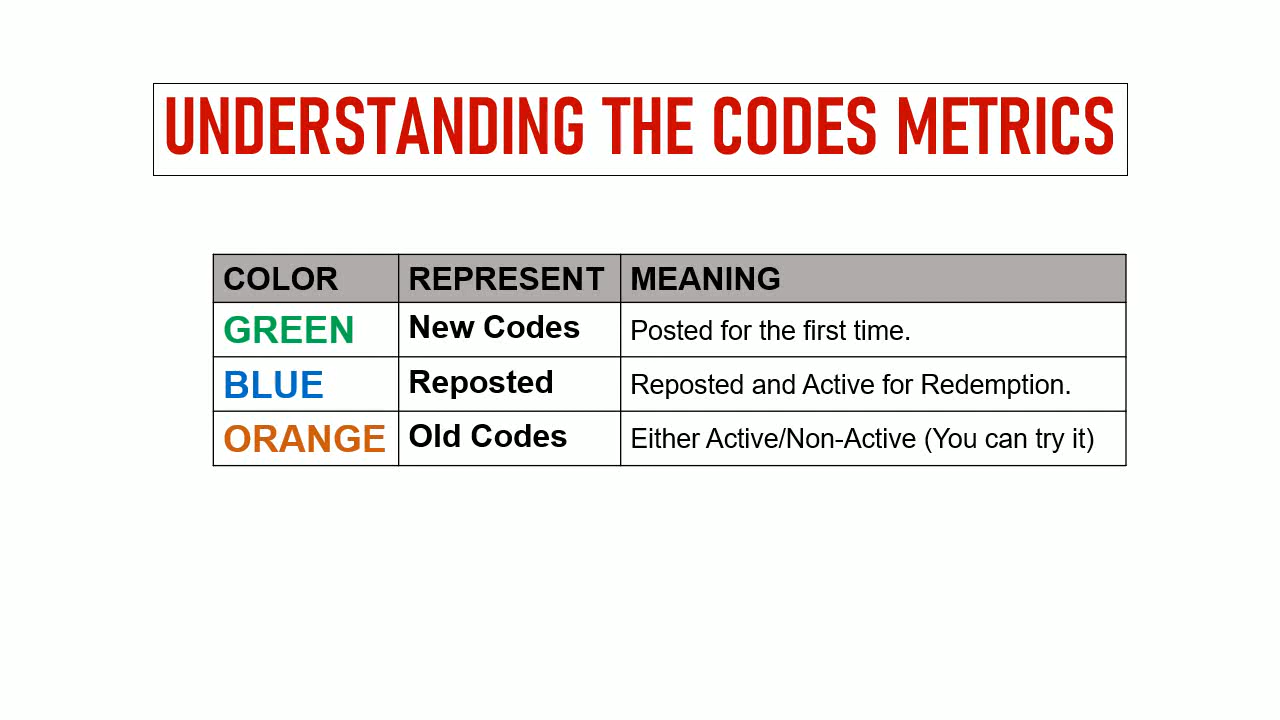 UNDERSTANDING THE CODES METRICS
COLOR REPRESENT MEANING
GREEN New Codes Posted for the first time.
BLUE Reposted Reposted and Active for Redemption.
ORANGE Old Codes Either Active/Non-Active (You can try it)